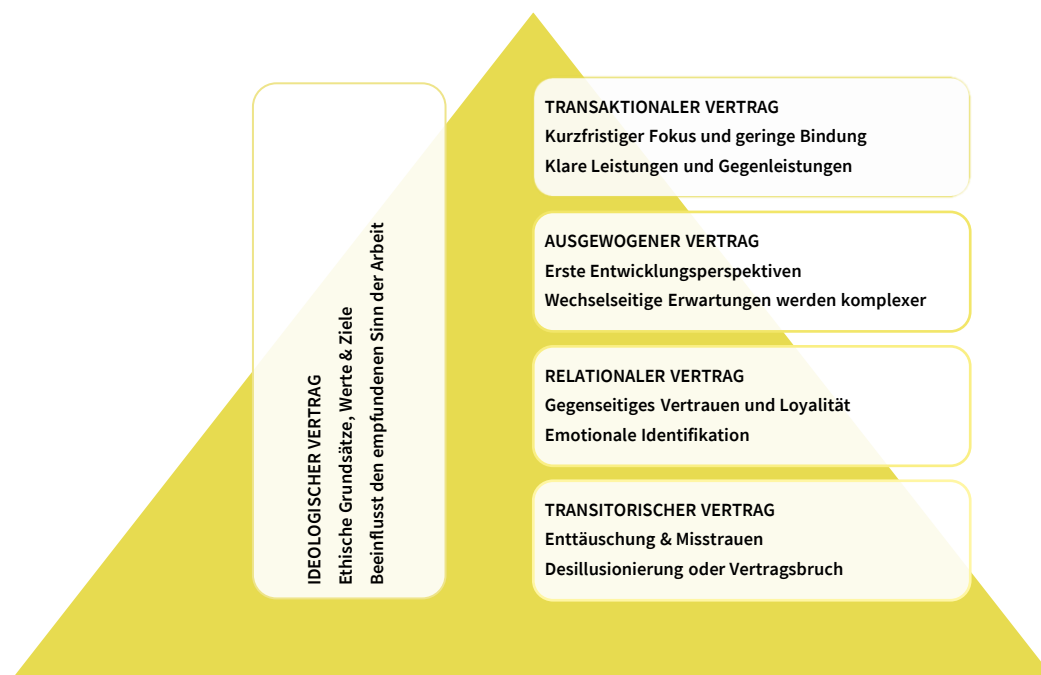 IDEOLOGISCHER VERTRAG
Ethische Grundsätze, Werte & Ziele
Beeinflusst den empfundenen Sinn der Arbeit
TRANSAKTIONALER VERTRAG
Kurzfristiger Fokus und geringe Bindung
Klare Leistungen und Gegenleistungen
AUSGEWOGENER VERTRAG
Erste Entwicklungsperspektiven
Wechselseitige Erwartungen werden komplexer
RELATIONALER VERTRAG
Gegenseitiges Vertrauen und Loyalität
Emotionale Identifikation
TRANSITORISCHER VERTRAG
Enttäuschung & Misstrauen
Desillusionierung oder Vertragsbruch